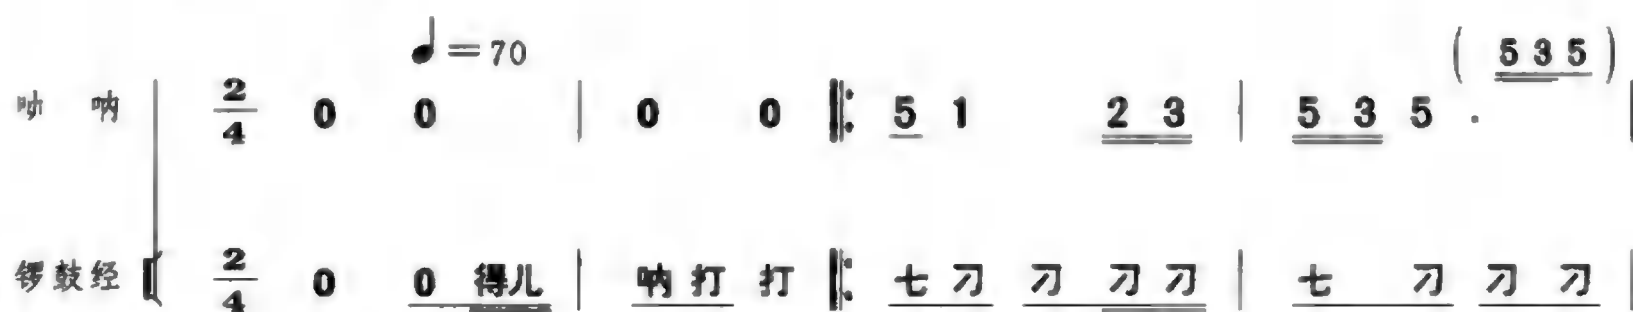 ♩=70
(535)
唢呐 2/4 0 0 | 0 0 ‖: 5 1 2 3 | 5 3 5 .
锣鼓经 2/4 0 0 得儿 | 呐打 打 ‖: 七刀 刀刀刀 | 七 刀 刀刀